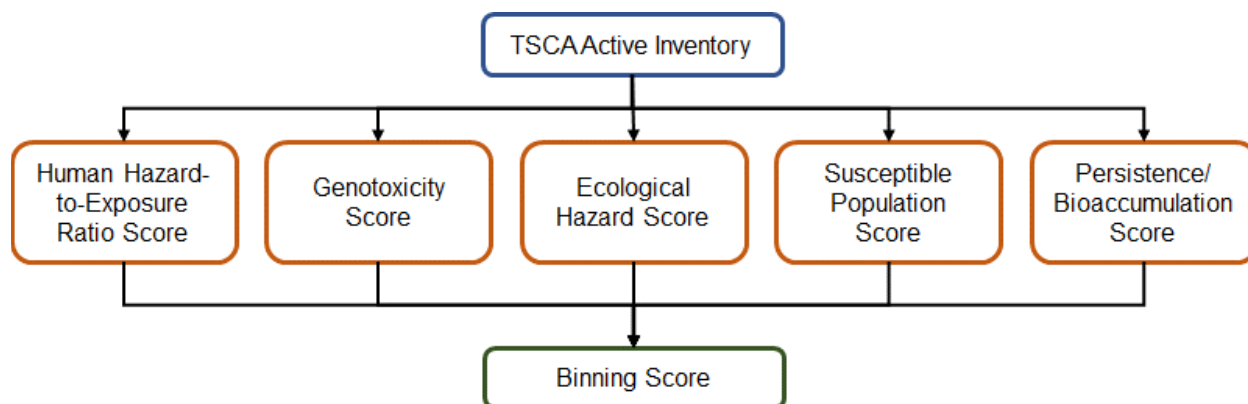 TSCA Active Inventory
Human Hazard-
to-Exposure
Ratio Score
Genotoxicity
Score
Ecological
Hazard Score
Susceptible
Population
Score
Persistence/
Bioaccumulation
Score
Binning Score